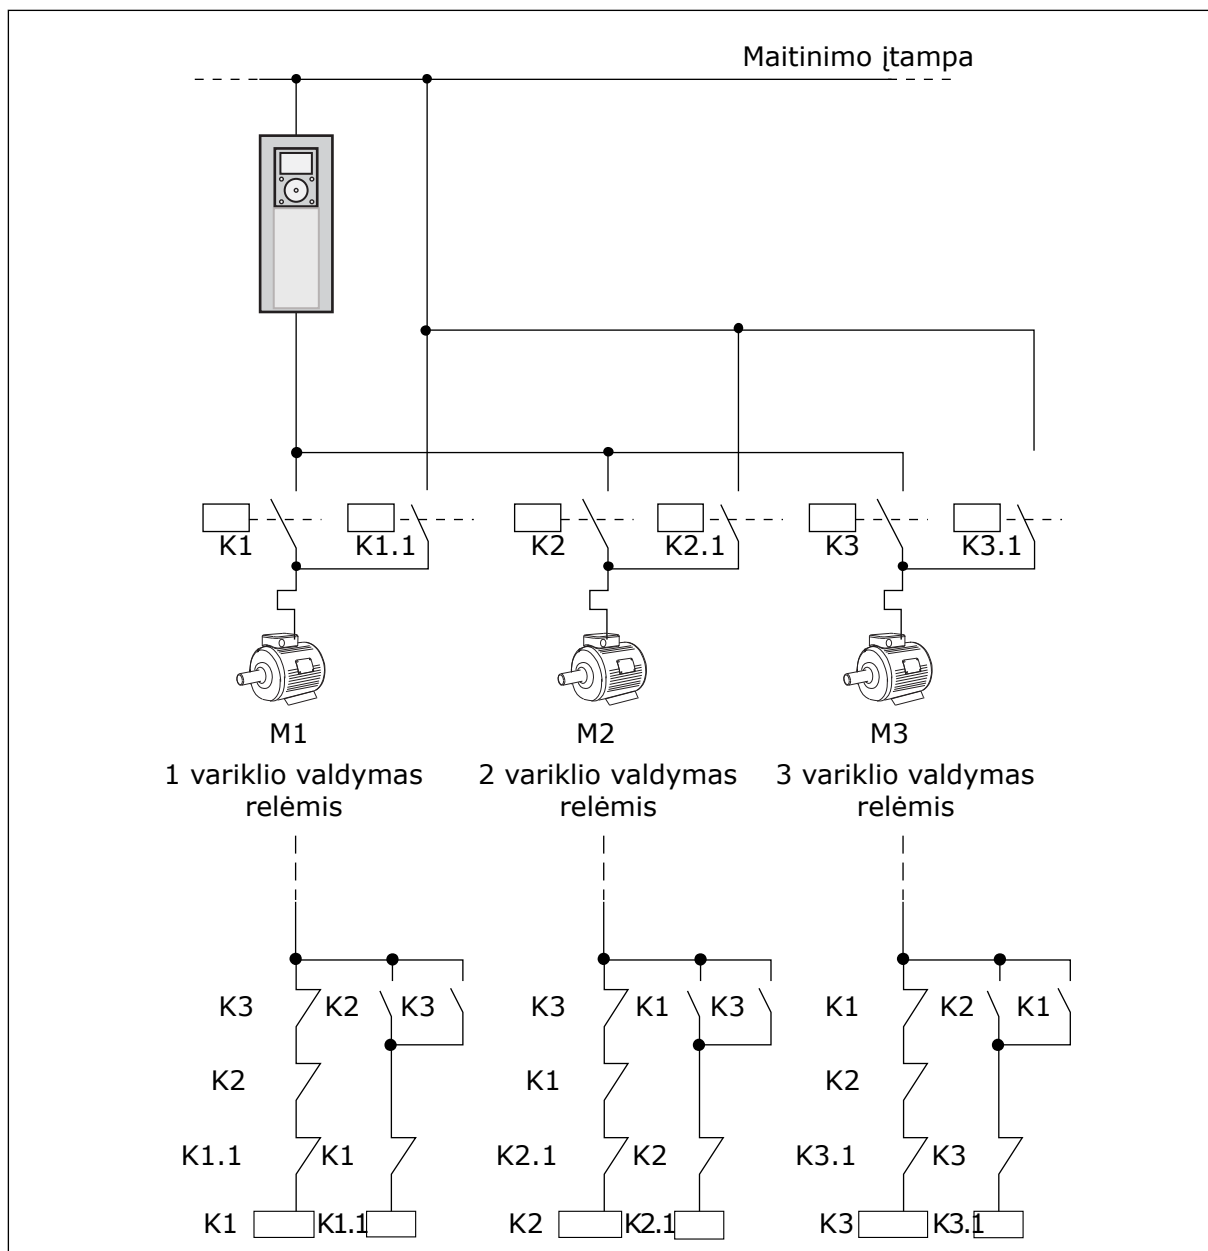 Maitinimo įtampa
K1 K1.1 K2 K2.1 K3 K3.1
M1 M2 M3
1 variklio valdymas 2 variklio valdymas 3 variklio valdymas
relėmis relėmis relėmis
K3 K2 K3 K3 K1 K3 K1 K2 K1
K2 K1 K2
K1.1 K1 K2.1 K2 K3.1 K3
K1 K1.1 K2 K2.1 K3 K3.1